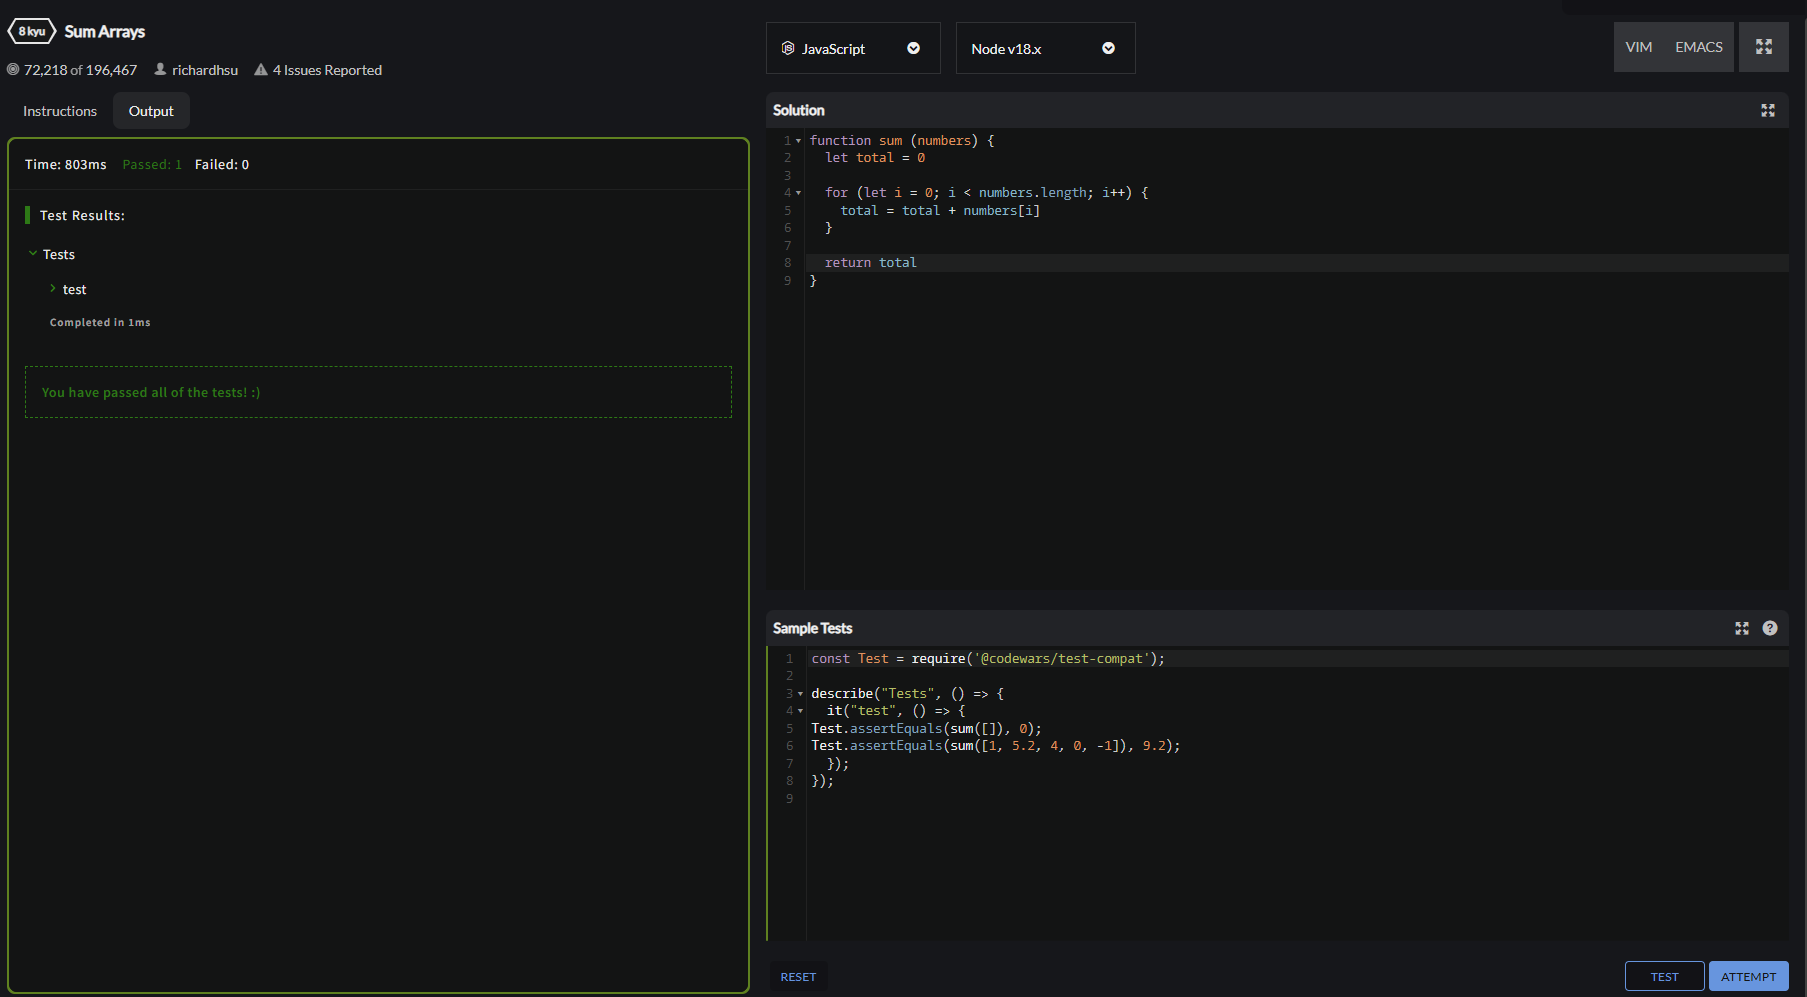 8 kyu Sum Arrays
72,218 of 196,467 richardhsu 4 Issues Reported
Instructions Output
Time: 803ms Passed: 1 Failed: 0
Test Results:
Tests
test
Completed in 1ms
You have passed all of the tests! :)
JavaScript Node v18.x VIM EMACS
Solution
1 function sum (numbers) {
2   let total = 0
3
4   for (let i = 0; i < numbers.length; i++) {
5     total = total + numbers[i]
6   }
7
8   return total
9 }
Sample Tests ?
1 const Test = require('@codewars/test-compat');
2
3 describe("Tests", () => {
4   it("test", () => {
5 Test.assertEquals(sum([]), 0);
6 Test.assertEquals(sum([1, 5.2, 4, 0, -1]), 9.2);
7   });
8 });
9
RESET TEST ATTEMPT